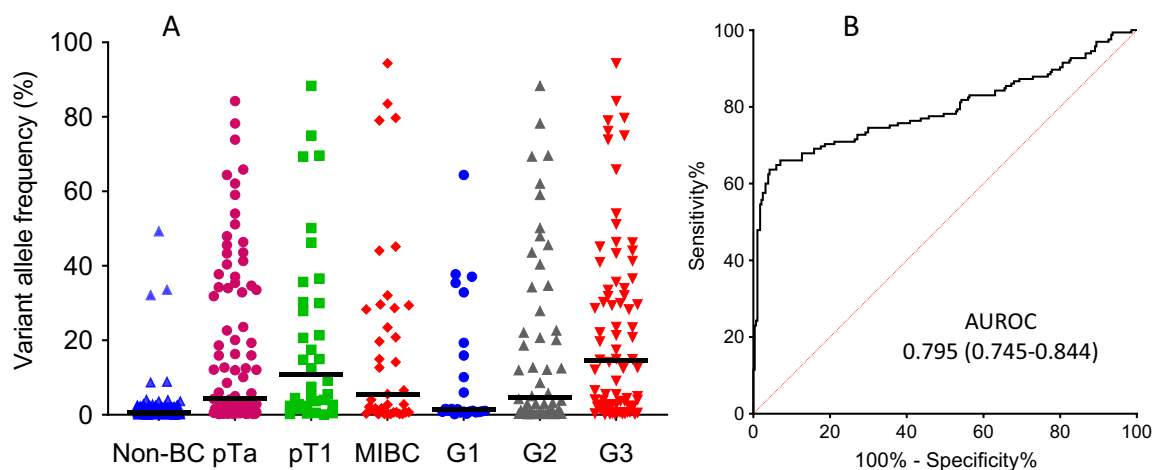 A
B
Variant allele frequency (%)
100
80
60
40
20
0
Non-BC pTa pT1 MIBC G1 G2 G3
Sensitivity%
100
80
60
40
20
0
AUROC
0.795 (0.745-0.844)
0 20 40 60 80 100
100% - Specificity%